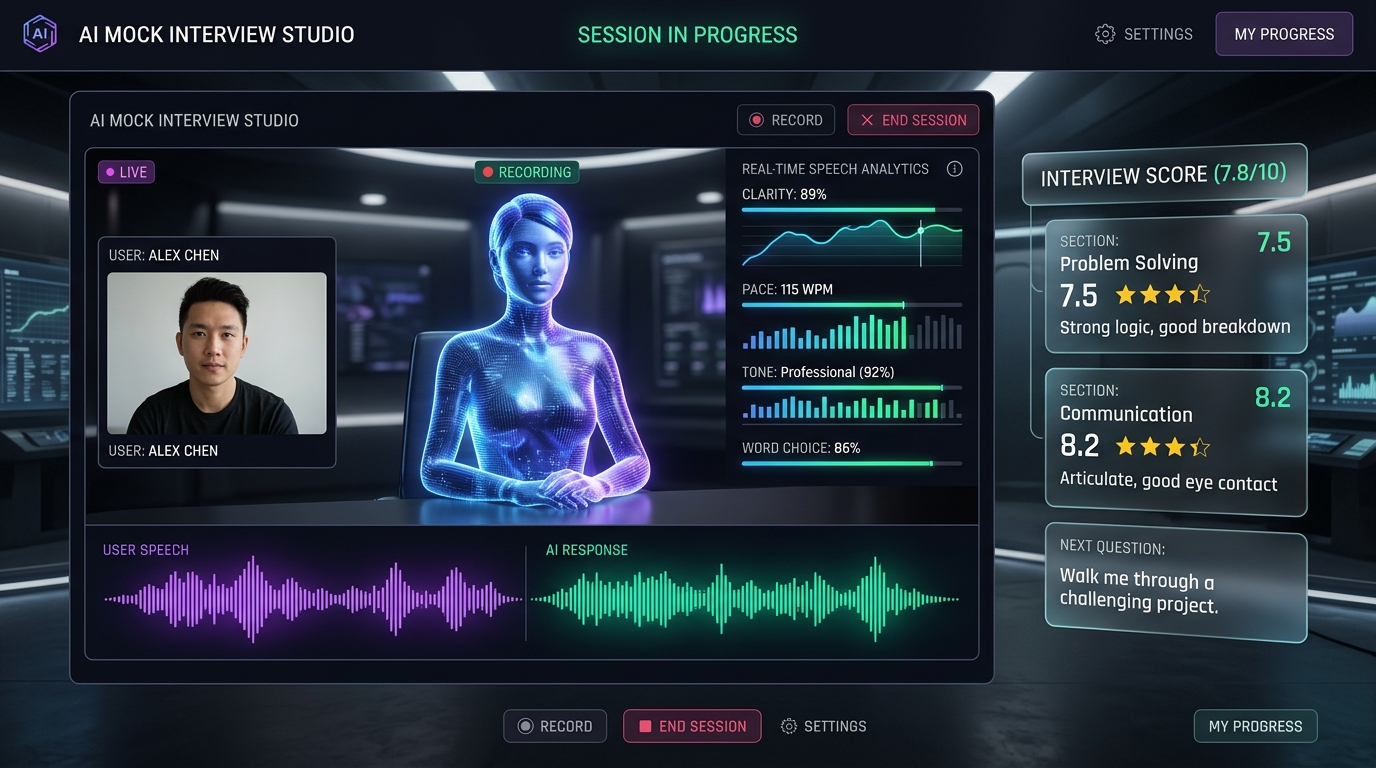 AI
AI MOCK INTERVIEW STUDIO
SESSION IN PROGRESS
SETTINGS
MY PROGRESS
AI MOCK INTERVIEW STUDIO
RECORD
END SESSION
LIVE
RECORDING
USER: ALEX CHEN
USER: ALEX CHEN
REAL-TIME SPEECH ANALYTICS
CLARITY: 89%
PACE: 115 WPM
TONE: Professional (92%)
WORD CHOICE: 86%
USER SPEECH
AI RESPONSE
INTERVIEW SCORE (7.8/10)
SECTION:
7.5
Problem Solving
7.5
Strong logic, good breakdown
SECTION:
8.2
Communication
8.2
Articulate, good eye contact
NEXT QUESTION:
Walk me through a
challenging project.
RECORD
END SESSION
SETTINGS
MY PROGRESS